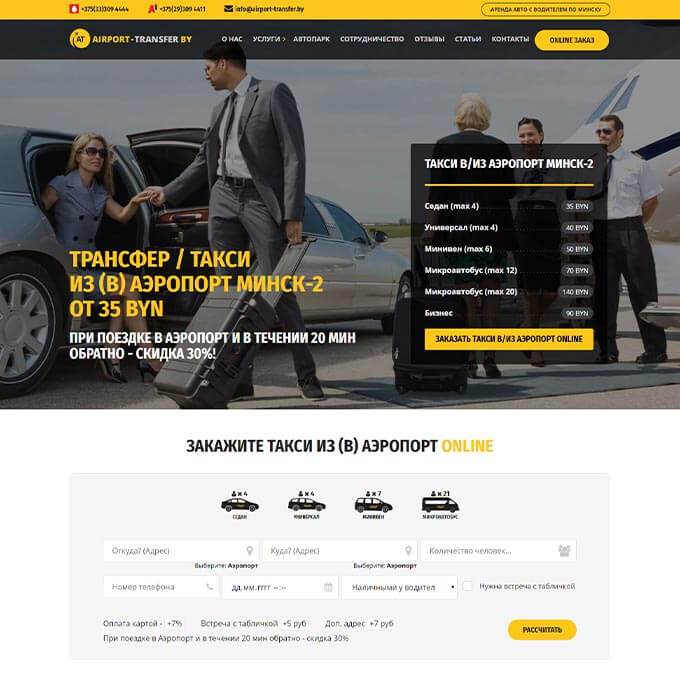 +375(33)309 4444
+375(29)309 4411
info@airport-transfer.by
АРЕНДА АВТО С ВОДИТЕЛЕМ ПО МИНСКУ
AT AIRPORT-TRANSFER BY
О НАС
УСЛУГИ
АВТОПАРК
СОТРУДНИЧЕСТВО
ОТЗЫВЫ
СТАТЬИ
КОНТАКТЫ
ONLINE ЗАКАЗ
ТРАНСФЕР / ТАКСИ
ИЗ (В) АЭРОПОРТ МИНСК-2
ОТ 35 BYN
ПРИ ПОЕЗДКЕ В АЭРОПОРТ И В ТЕЧЕНИИ 20 МИН
ОБРАТНО - СКИДКА 30%!
ТАКСИ В/ИЗ АЭРОПОРТ МИНСК-2
Седан (max 4) 35 BYN
Универсал (max 4) 40 BYN
Минивен (max 6) 50 BYN
Микроавтобус (max 12) 70 BYN
Микроавтобус (max 20) 140 BYN
Бизнес 90 BYN
ЗАКАЗАТЬ ТАКСИ В/ИЗ АЭРОПОРТ ONLINE
ЗАКАЖИТЕ ТАКСИ ИЗ (В) АЭРОПОРТ ONLINE
x 4
СЕДАН
x 4
УНИВЕРСАЛ
x 7
МИНИВЕН
x 21
МИКРОАВТОБУС
Откуда? (Адрес)
Куда? (Адрес)
Количество человек...
Выберите: Аэропорт
Выберите: Аэропорт
Номер телефона
дд.мм.гггг --:--
Наличными у водител
Нужна встреча с табличкой
Оплата картой - +7%
Встреча с табличкой +5 руб
Доп. адрес +7 руб
При поездке в Аэропорт и в течении 20 мин обратно - скидка 30%
РАССЧИТАТЬ